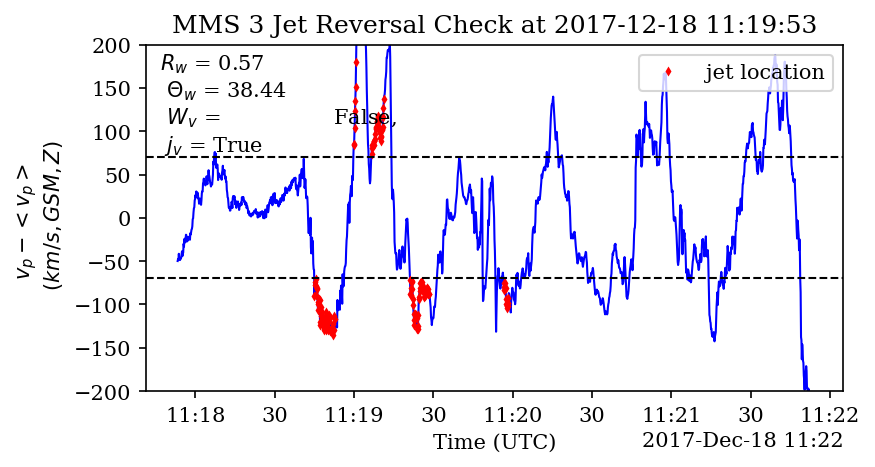 MMS 3 Jet Reversal Check at 2017-12-18 11:19:53
R_w = 0.57
Θ_w = 38.44
W_v = False,
j_v = True
jet location
v_p − <v_p>
(km/s, GSM, Z)
200
150
100
50
0
−50
−100
−150
−200
11:18 30 11:19 30 11:20 30 11:21 30 11:22
Time (UTC)
2017-Dec-18 11:22